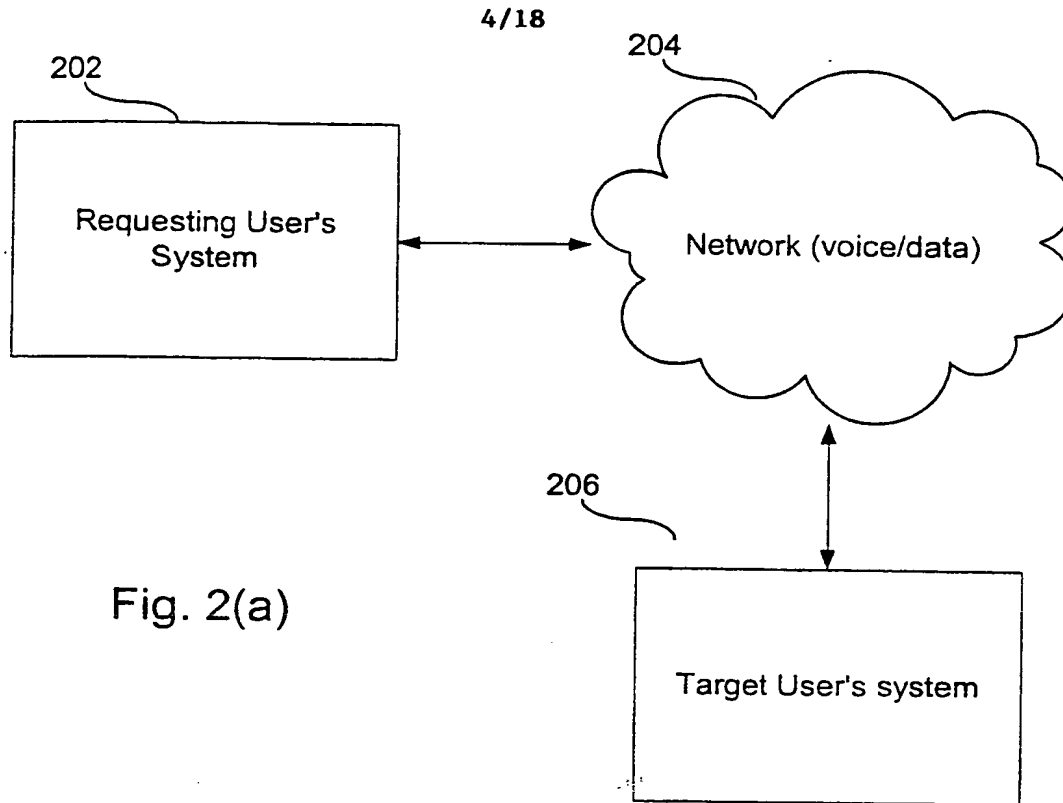 4/18
202
204
Requesting User's
System
Network (voice/data)
206
Fig. 2(a)
Target User's system